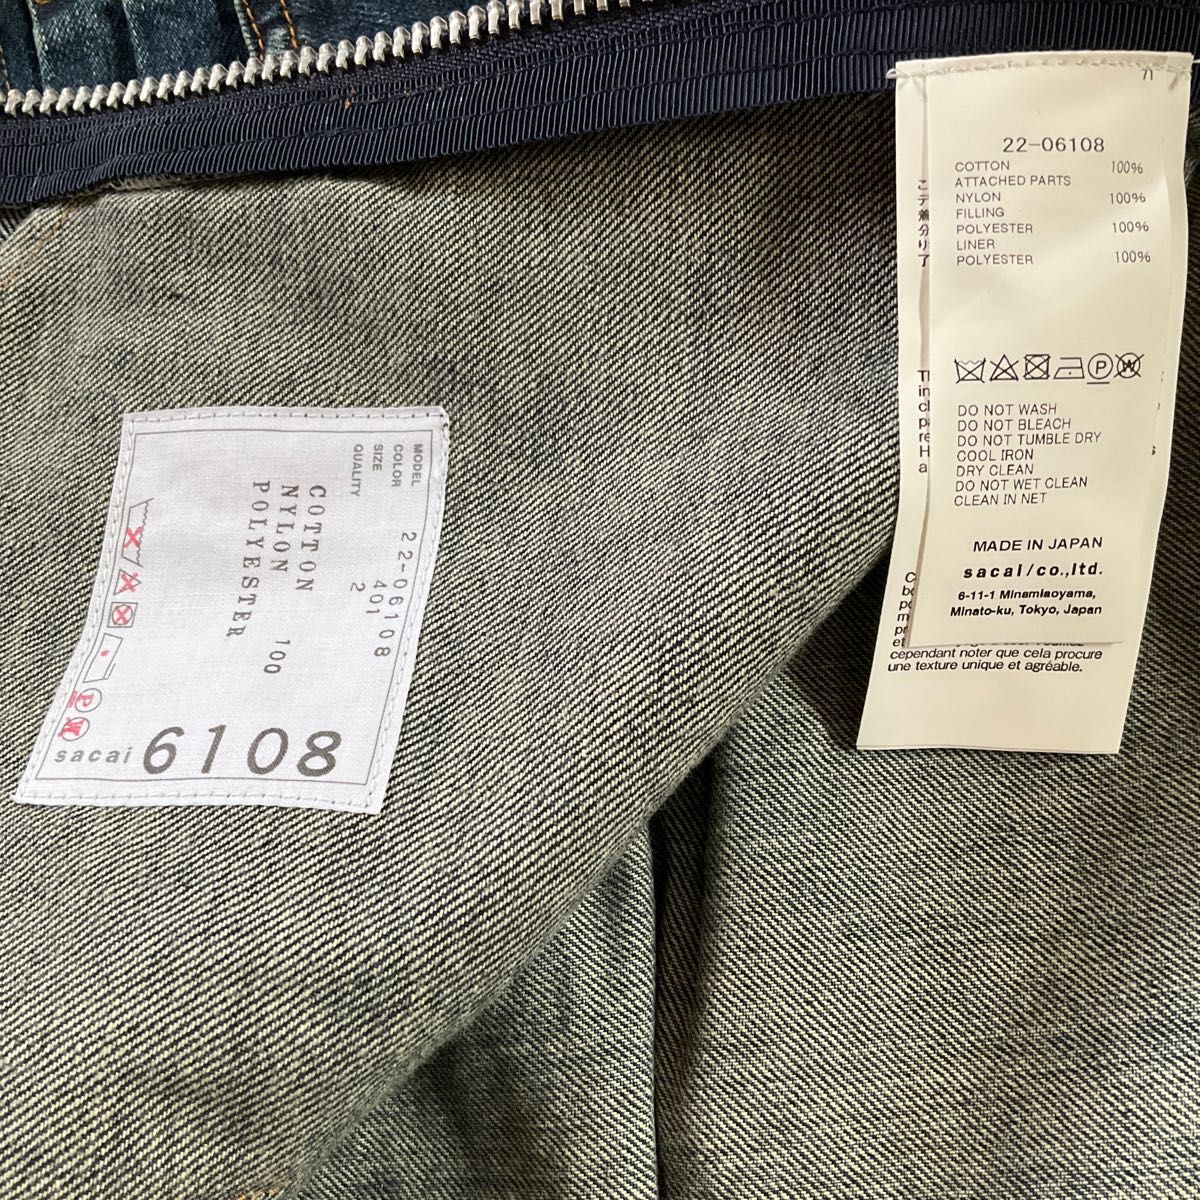 MODEL 22-06108
COLOR 401
SIZE 2
QUALITY
COTTON 100
NYLON
POLYESTER
sacai 6108
71
22-06108
COTTON 100%
ATTACHED PARTS
NYLON 100%
FILLING
POLYESTER 100%
LINER
POLYESTER 100%
DO NOT WASH
DO NOT BLEACH
DO NOT TUMBLE DRY
COOL IRON
DRY CLEAN
DO NOT WET CLEAN
CLEAN IN NET
MADE IN JAPAN
sacai/co.,ltd.
6-11-1 Minamiaoyama,
Minato-ku, Tokyo, Japan
cependant noter que cela procure
une texture unique et agréable.